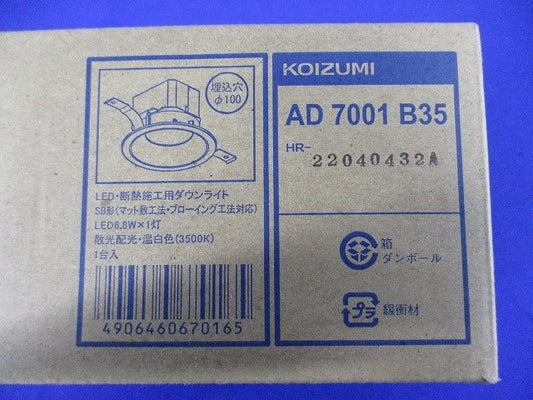 埋込穴
φ100
LED・断熱施工用ダウンライト
SB形(マット敷工法・ブローイング工法対応)
LED6.8W×1灯
散光配光・温白色(3500K)
1台入
4906460670165
KOIZUMI
AD 7001 B35
HR-
22040432A
箱
ダンボール
プラ
緩衝材